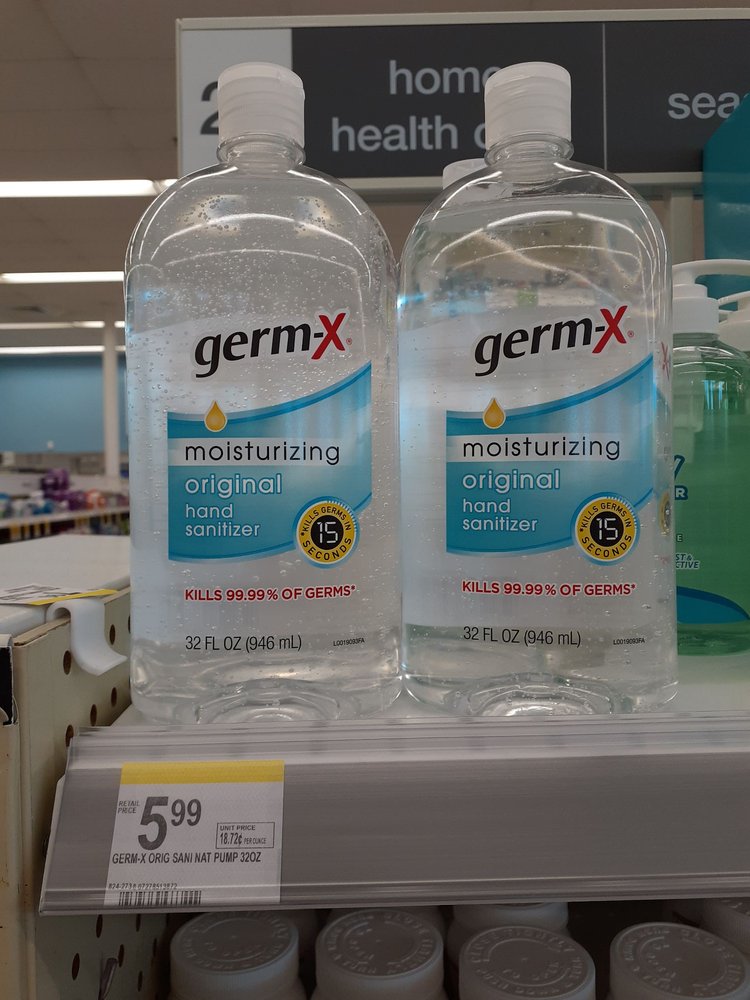 2
home
health c
sea
germ-x®
moisturizing
original
hand
sanitizer
*KILLS GERMS IN
15
SECONDS
KILLS 99.99% OF GERMS*
32 FL OZ (946 mL)
L0019093FA
germ-x®
moisturizing
original
hand
sanitizer
*KILLS GERMS IN
15
SECONDS
KILLS 99.99% OF GERMS*
32 FL OZ (946 mL)
L0019093FA
RETAIL
PRICE
5 99
UNIT PRICE
18.72¢ PER OUNCE
GERM-X ORIG SANI NAT PUMP 32OZ